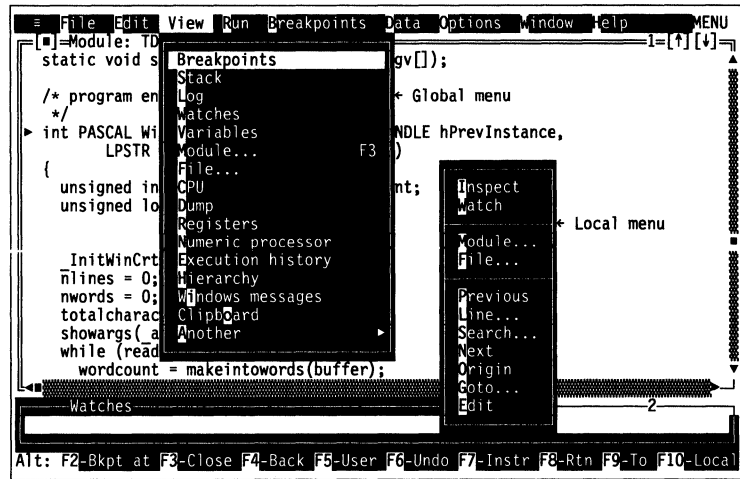 ≡ File Edit View Run Breakpoints Data Options Window Help MENU
[■]=Module: TD 1=[↑][↓]
static void s gv[]);
/* program en
*/
► int PASCAL Wi NDLE hPrevInstance,
LPSTR )
{
unsigned in nt;
unsigned lo
_InitWinCrt
nlines = 0;
nwords = 0;
totalcharac
showargs(_a
while (read
wordcount = makeintowords(buffer);
Breakpoints
Stack
Log
Watches
Variables
Module... F3
File...
CPU
Dump
Registers
Numeric processor
Execution history
Hierarchy
Windows messages
Clipboard
Another ►
← Global menu
Inspect
Watch
Module...
File...
Previous
Line...
Search...
Next
Origin
Goto...
Edit
← Local menu
Watches 2
Alt: F2-Bkpt at F3-Close F4-Back F5-User F6-Undo F7-Instr F8-Rtn F9-To F10-Local